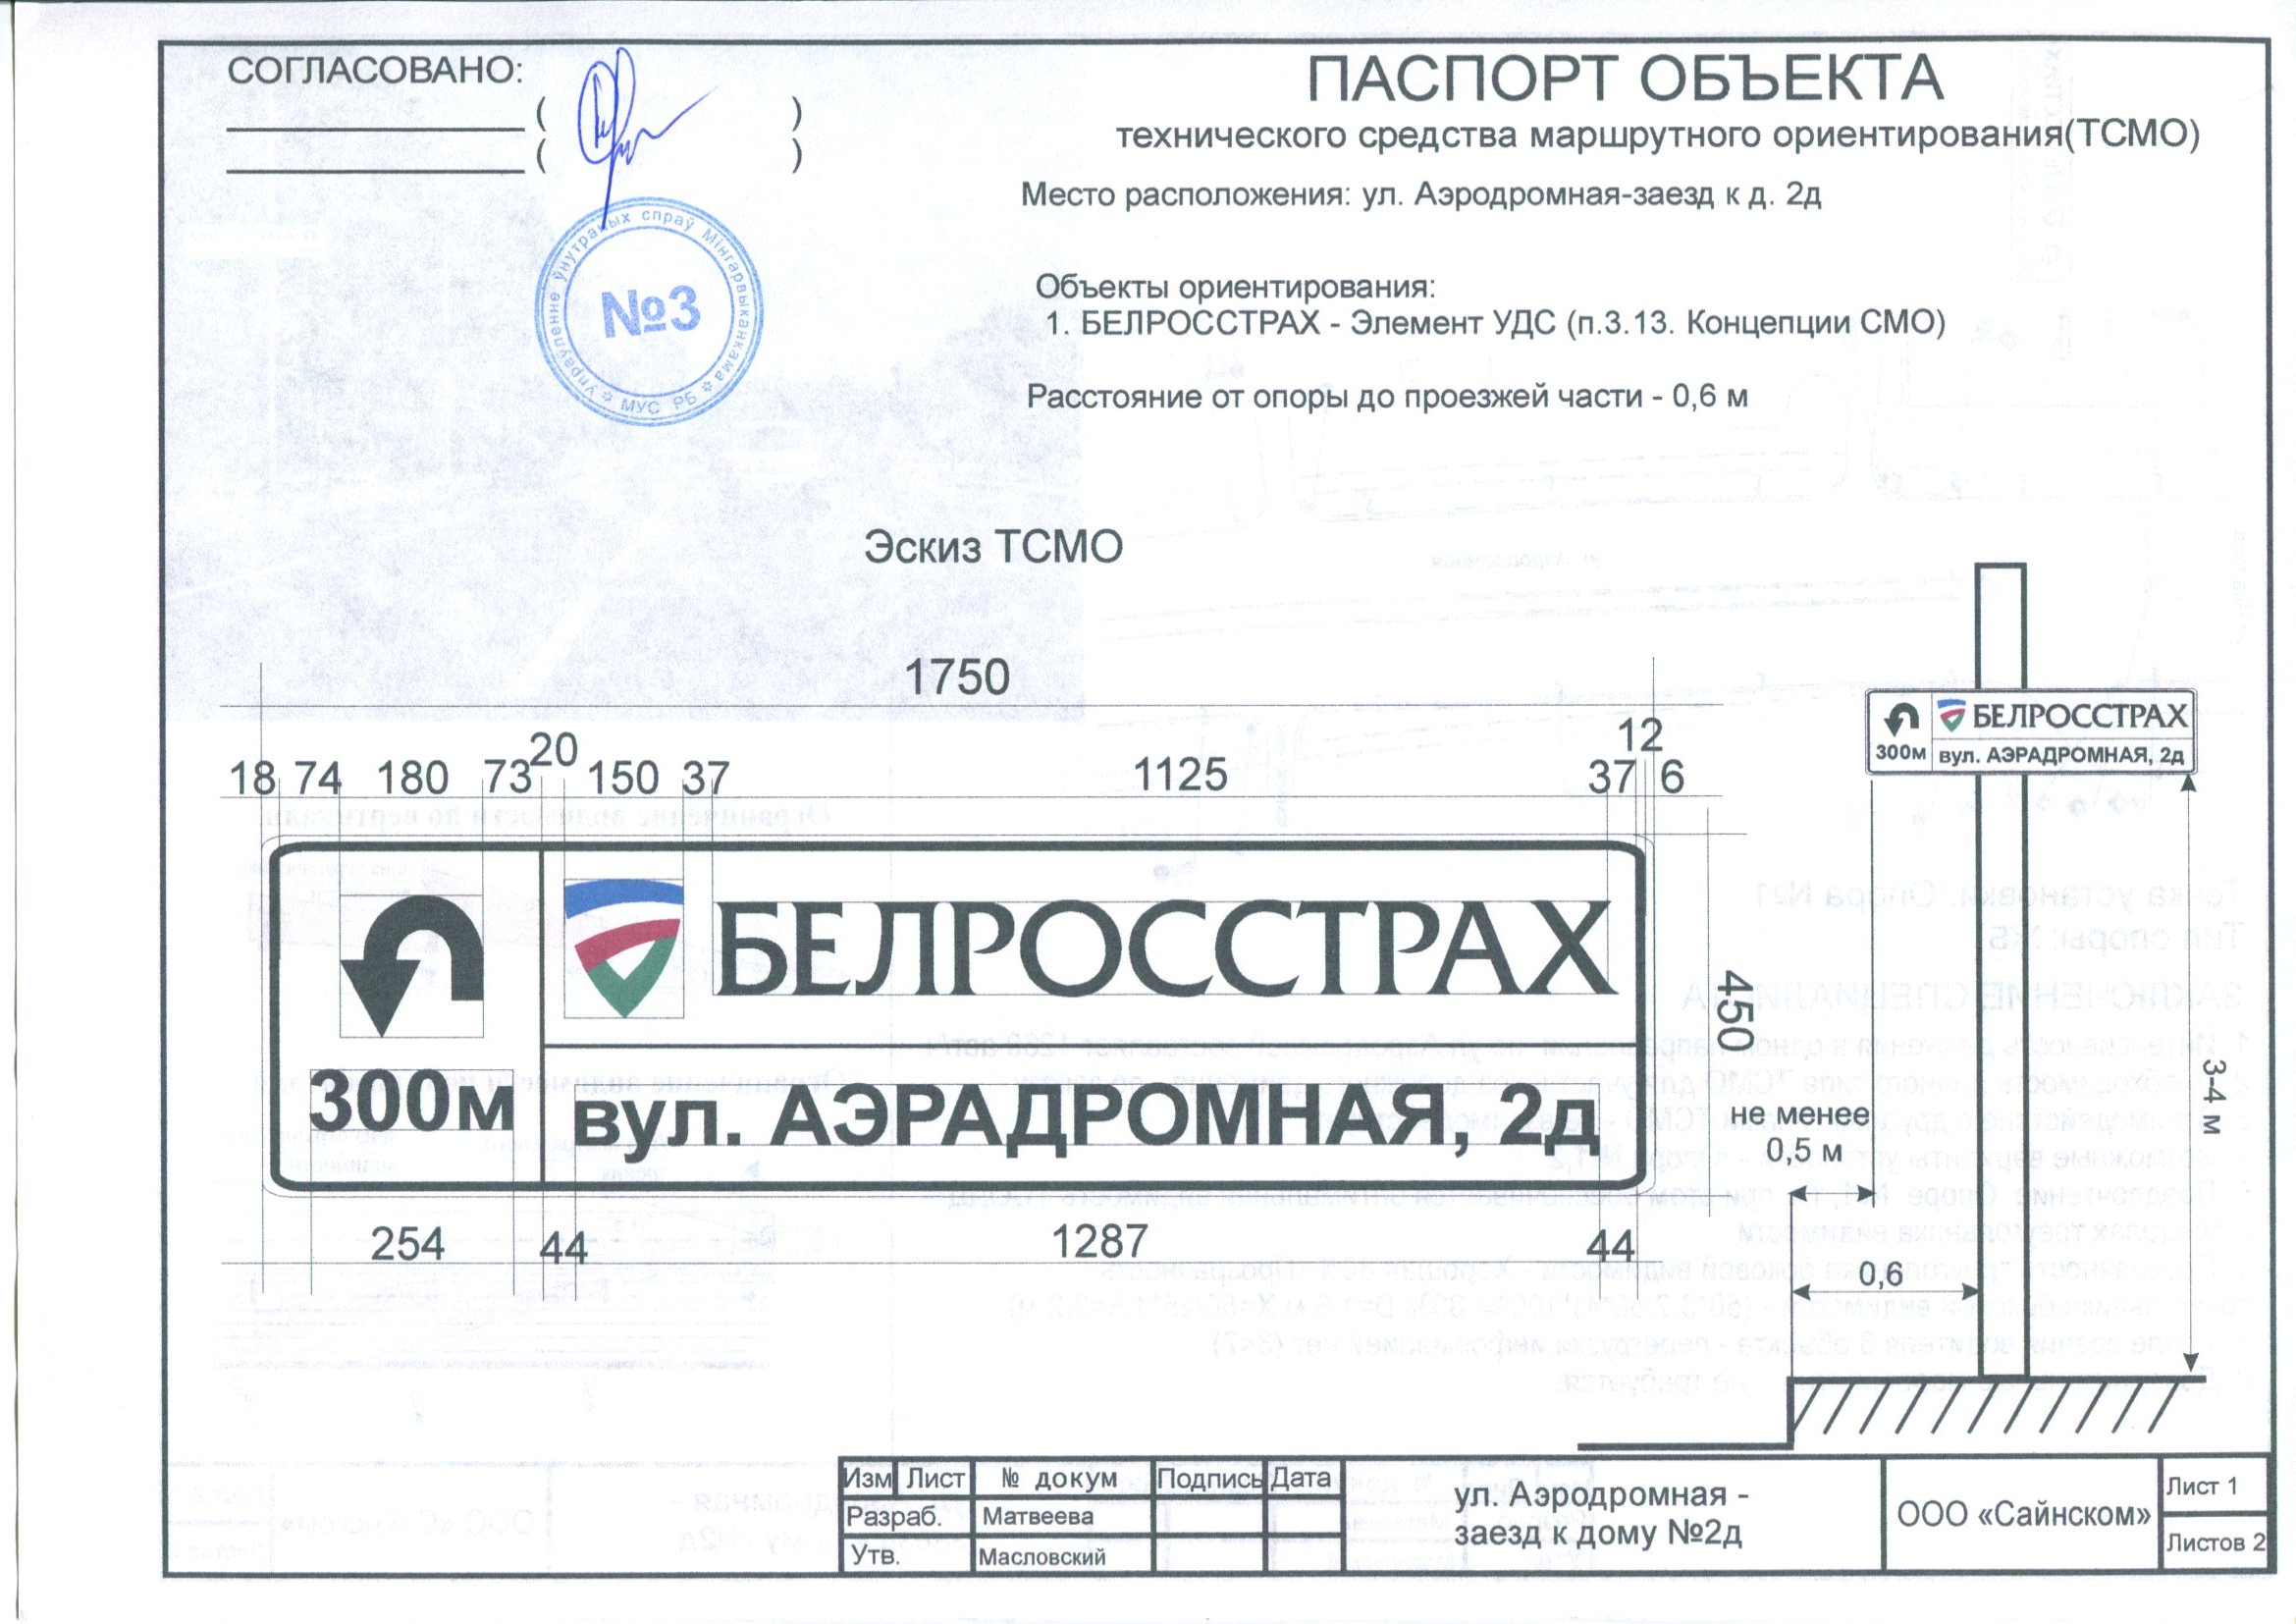 СОГЛАСОВАНО:
( )
( )
Упраўленне ўнутраных спраў Мінгарвыканкама
МУС РБ
№3
ПАСПОРТ ОБЪЕКТА
технического средства маршрутного ориентирования(ТСМО)
Место расположения: ул. Аэродромная-заезд к д. 2д
Объекты ориентирования:
1. БЕЛРОССТРАХ - Элемент УДС (п.3.13. Концепции СМО)
Расстояние от опоры до проезжей части - 0,6 м
Эскиз ТСМО
1750
18 74 180 73 20 150 37 1125 37 12 6
БЕЛРОССТРАХ
300м
вул. АЭРАДРОМНАЯ, 2д
450
254 44 1287 44
БЕЛРОССТРАХ
300м вул. АЭРАДРОМНАЯ, 2д
не менее
0,5 м
0,6
3-4 м
Изм Лист № докум Подпись Дата
Разраб. Матвеева
Утв. Масловский
ул. Аэродромная -
заезд к дому №2д
ООО «Сайнском»
Лист 1
Листов 2